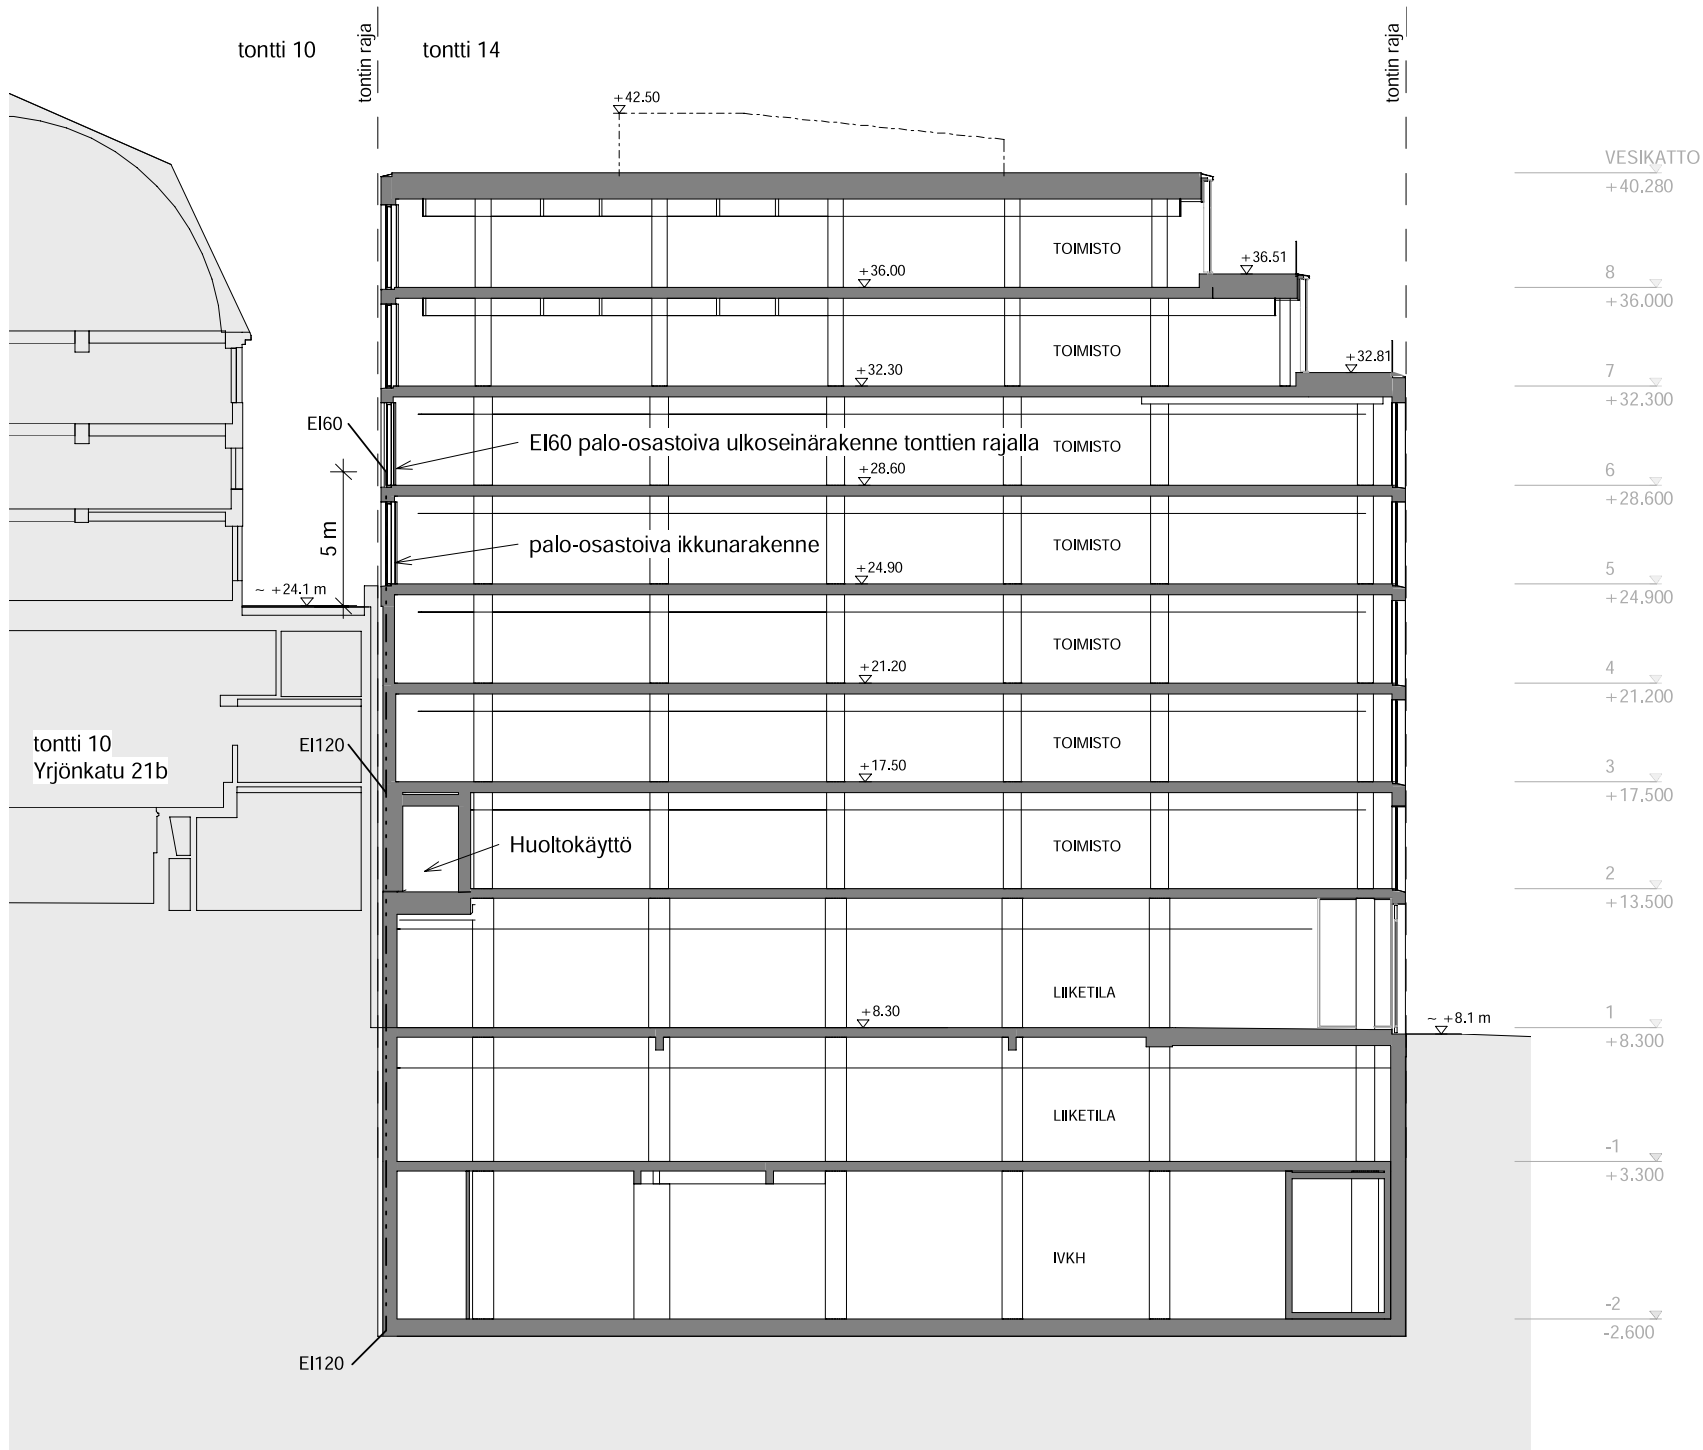 tontti 10
tontin raja
tontti 14
tontin raja
+42.50
VESIKATTO
+40.280
TOIMISTO
+36.51
+36.00
8
+36.000
TOIMISTO
+32.81
+32.30
7
+32.300
EI60
EI60 palo-osastoiva ulkoseinärakenne tonttien rajalla
TOIMISTO
+28.60
6
+28.600
5 m
palo-osastoiva ikkunarakenne
TOIMISTO
+24.90
5
+24.900
~ +24.1 m
TOIMISTO
+21.20
4
+21.200
tontti 10
Yrjönkatu 21b
EI120
TOIMISTO
+17.50
3
+17.500
Huoltokäyttö
TOIMISTO
2
+13.500
LIIKETILA
+8.30
~ +8.1 m
1
+8.300
LIIKETILA
-1
+3.300
IVKH
-2
-2.600
EI120